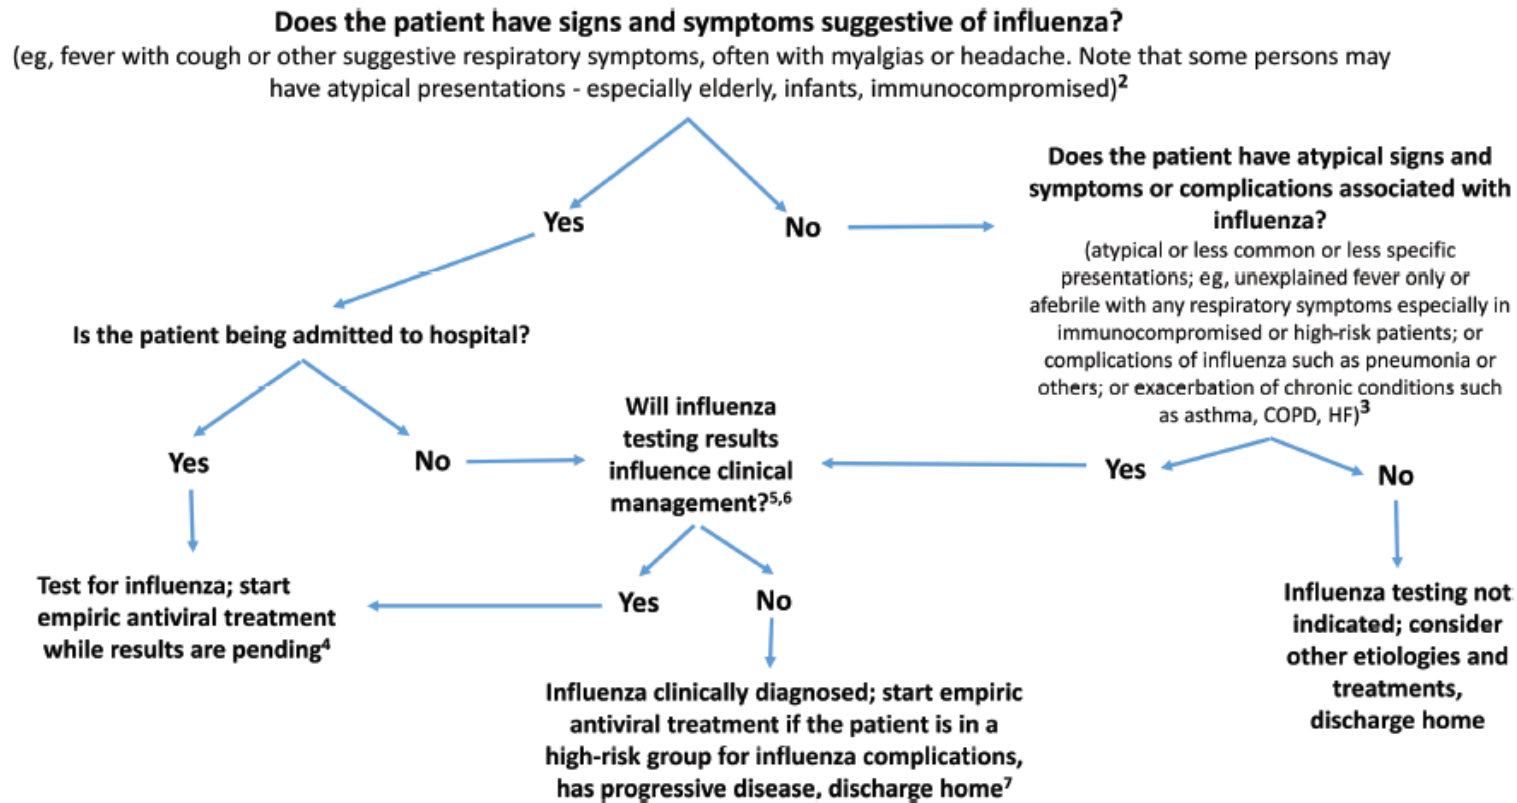 Does the patient have signs and symptoms suggestive of influenza?
(eg, fever with cough or other suggestive respiratory symptoms, often with myalgias or headache. Note that some persons may
have atypical presentations - especially elderly, infants, immunocompromised)²
Yes
No
Does the patient have atypical signs and
symptoms or complications associated with
influenza?
(atypical or less common or less specific
presentations; eg, unexplained fever only or
afebrile with any respiratory symptoms especially in
immunocompromised or high-risk patients; or
complications of influenza such as pneumonia or
others; or exacerbation of chronic conditions such
as asthma, COPD, HF)³
Is the patient being admitted to hospital?
Yes
No
Will influenza
testing results
influence clinical
management?⁵,⁶
Yes
No
Test for influenza; start
empiric antiviral treatment
while results are pending⁴
Yes
No
Influenza clinically diagnosed; start empiric
antiviral treatment if the patient is in a
high-risk group for influenza complications,
has progressive disease, discharge home⁷
Influenza testing not
indicated; consider
other etiologies and
treatments,
discharge home